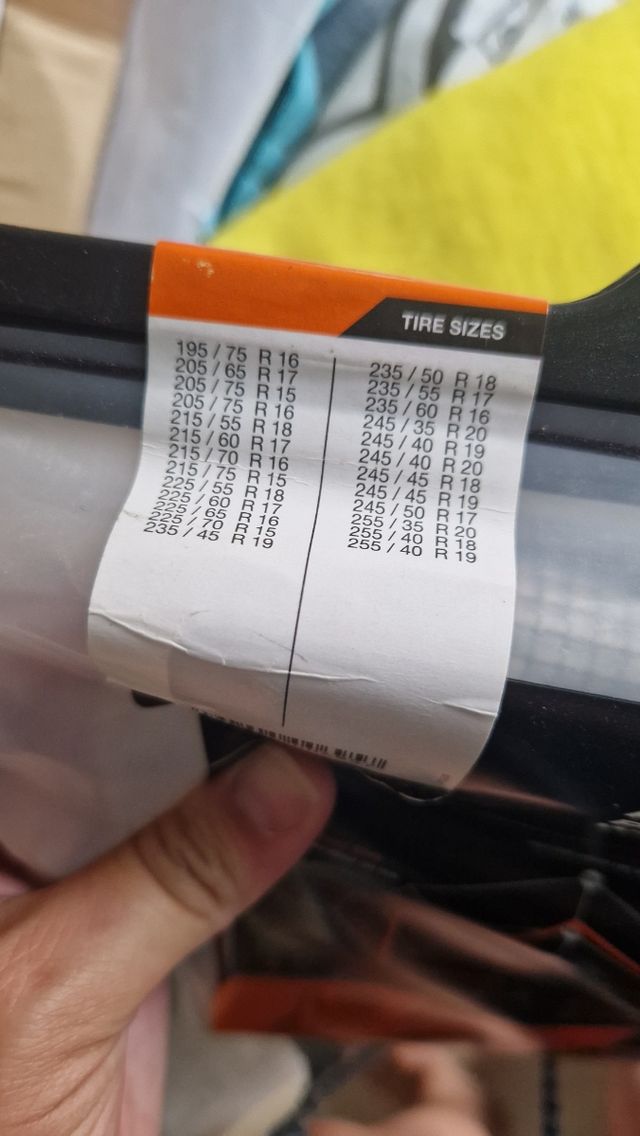 TIRE SIZES
195 / 75 R 16
205 / 65 R 17
205 / 75 R 15
205 / 75 R 16
215 / 55 R 18
215 / 60 R 17
215 / 70 R 16
215 / 75 R 15
225 / 55 R 18
225 / 60 R 17
225 / 65 R 16
225 / 70 R 15
235 / 45 R 19
235 / 50 R 18
235 / 55 R 17
235 / 60 R 16
245 / 35 R 20
245 / 40 R 19
245 / 40 R 20
245 / 45 R 18
245 / 45 R 19
245 / 50 R 17
255 / 35 R 20
255 / 40 R 18
255 / 40 R 19